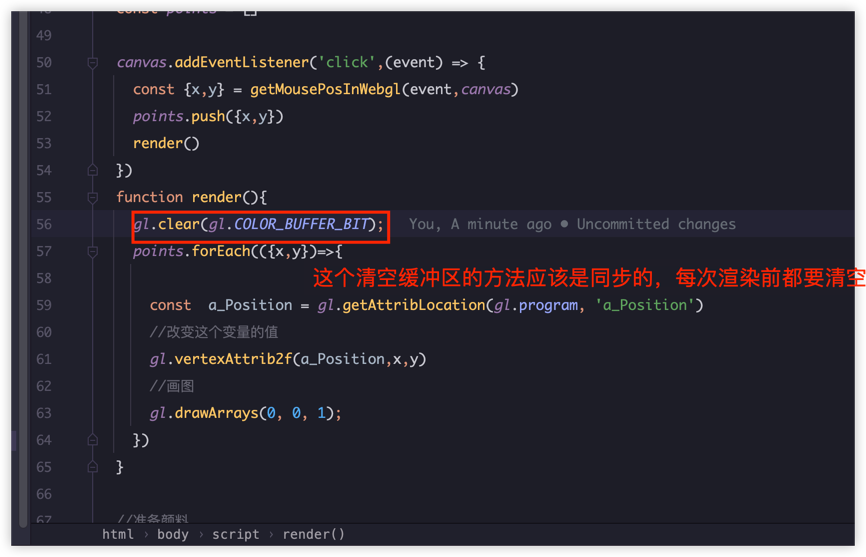 const points = []
49
50 canvas.addEventListener('click',(event) => {
51 const {x,y} = getMousePosInWebgl(event,canvas)
52 points.push({x,y})
53 render()
54 })
55 function render(){
56 gl.clear(gl.COLOR_BUFFER_BIT); You, A minute ago • Uncommitted changes
57 points.forEach(({x,y})=>{
58 这个清空缓冲区的方法应该是同步的，每次渲染前都要清空
59 const a_Position = gl.getAttribLocation(gl.program, 'a_Position')
60 //改变这个变量的值
61 gl.vertexAttrib2f(a_Position,x,y)
62 //画图
63 gl.drawArrays(0, 0, 1);
64 })
65 }
66
67 //准备颜料
html › body › script › render()